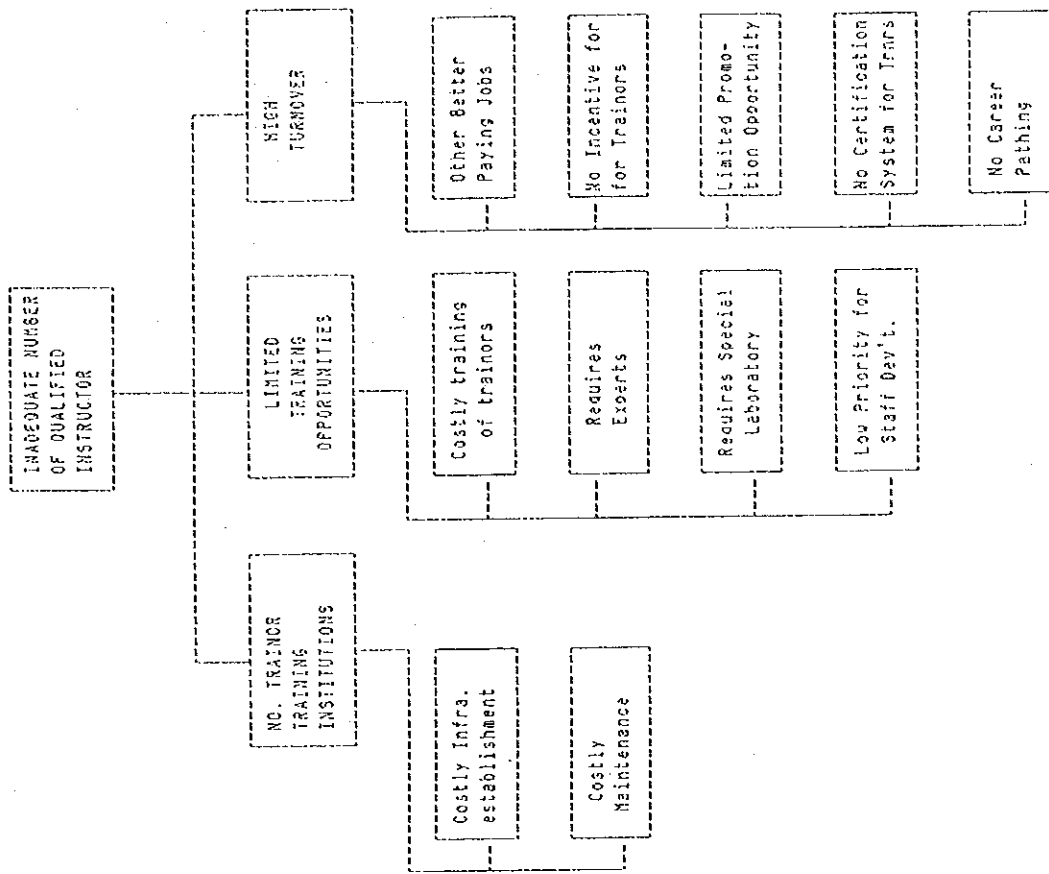 INADEQUATE NUMBER
OF QUALIFIED
INSTRUCTOR
NO. TRAINOR
TRAINING
INSTITUTIONS
Costly Infra.
establishment
Costly
Maintenance
LIMITED
TRAINING
OPPORTUNITIES
Costly training
of trainors
Requires
Experts
Requires Special
Laboratory
Low Priority for
Staff Dev't.
HIGH
TURNOVER
Other Better
Paying Jobs
No Incentive for
for Trainors
Limited Promo-
tion Opportunity
No Certification
System for Trnrs
No Career
Pathing